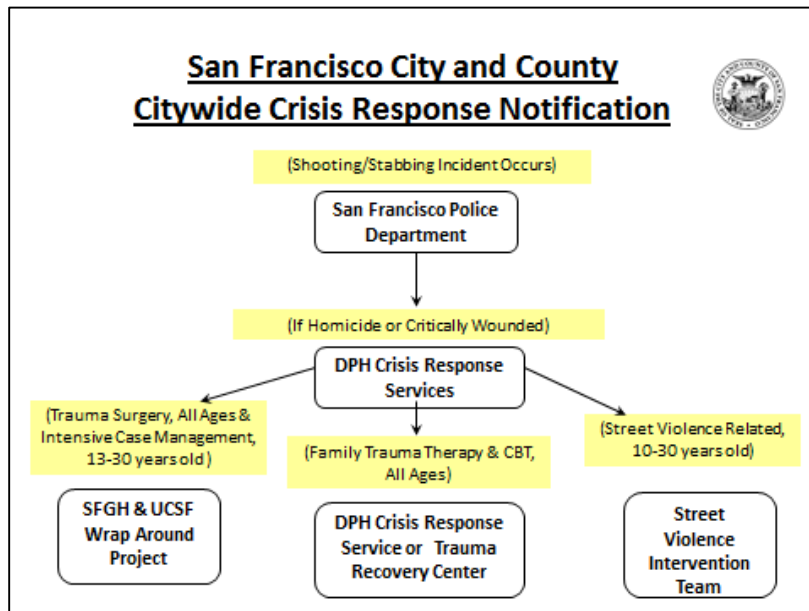 San Francisco City and County
Citywide Crisis Response Notification
(Shooting/Stabbing Incident Occurs)
San Francisco Police
Department
(If Homicide or Critically Wounded)
DPH Crisis Response
Services
(Trauma Surgery, All Ages &
Intensive Case Management,
13-30 years old )
(Family Trauma Therapy & CBT,
All Ages)
(Street Violence Related,
10-30 years old)
SFGH & UCSF
Wrap Around
Project
DPH Crisis Response
Service or Trauma
Recovery Center
Street
Violence
Intervention
Team